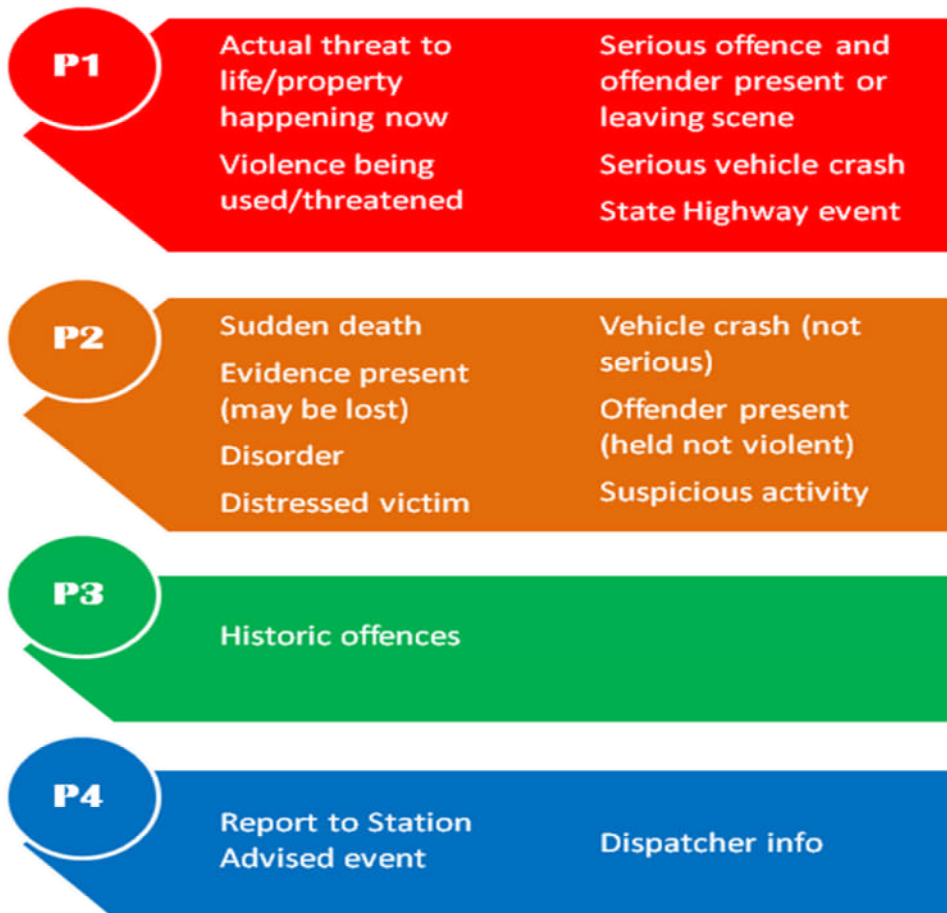 P1
Actual threat to
life/property
happening now
Violence being
used/threatened
Serious offence and
offender present or
leaving scene
Serious vehicle crash
State Highway event
P2
Sudden death
Evidence present
(may be lost)
Disorder
Distressed victim
Vehicle crash (not
serious)
Offender present
(held not violent)
Suspicious activity
P3
Historic offences
P4
Report to Station
Advised event
Dispatcher info